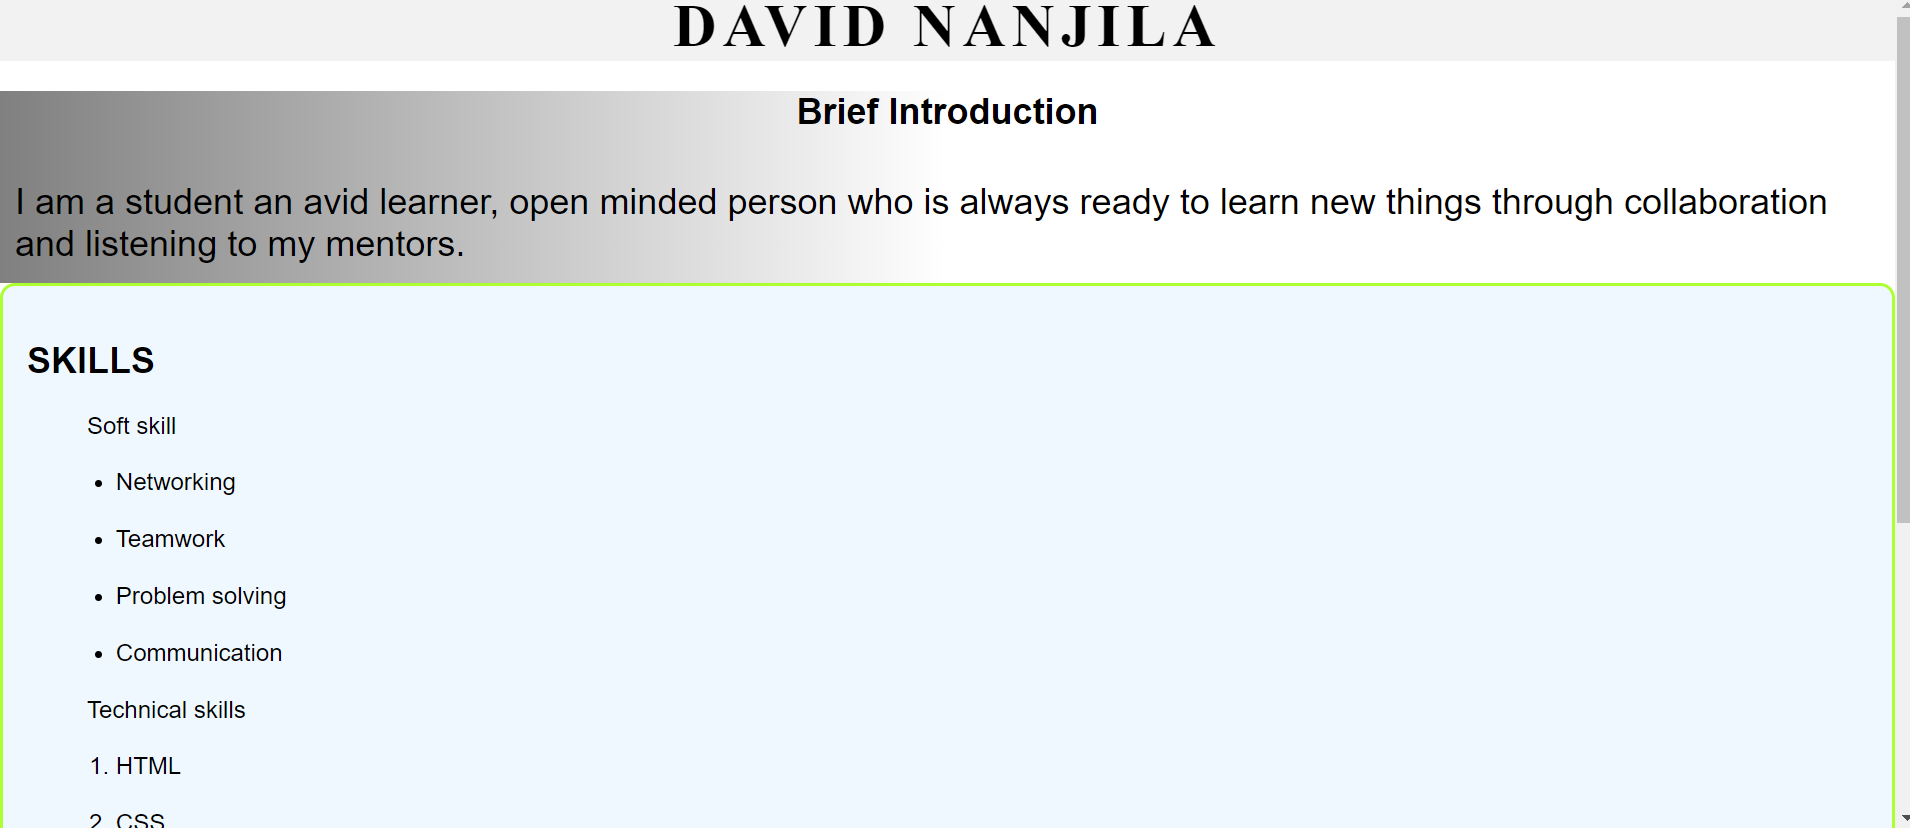 DAVID NANJILA
Brief Introduction
I am a student an avid learner, open minded person who is always ready to learn new things through collaboration
and listening to my mentors.
SKILLS
Soft skill
• Networking
• Teamwork
• Problem solving
• Communication
Technical skills
1. HTML
2. CSS